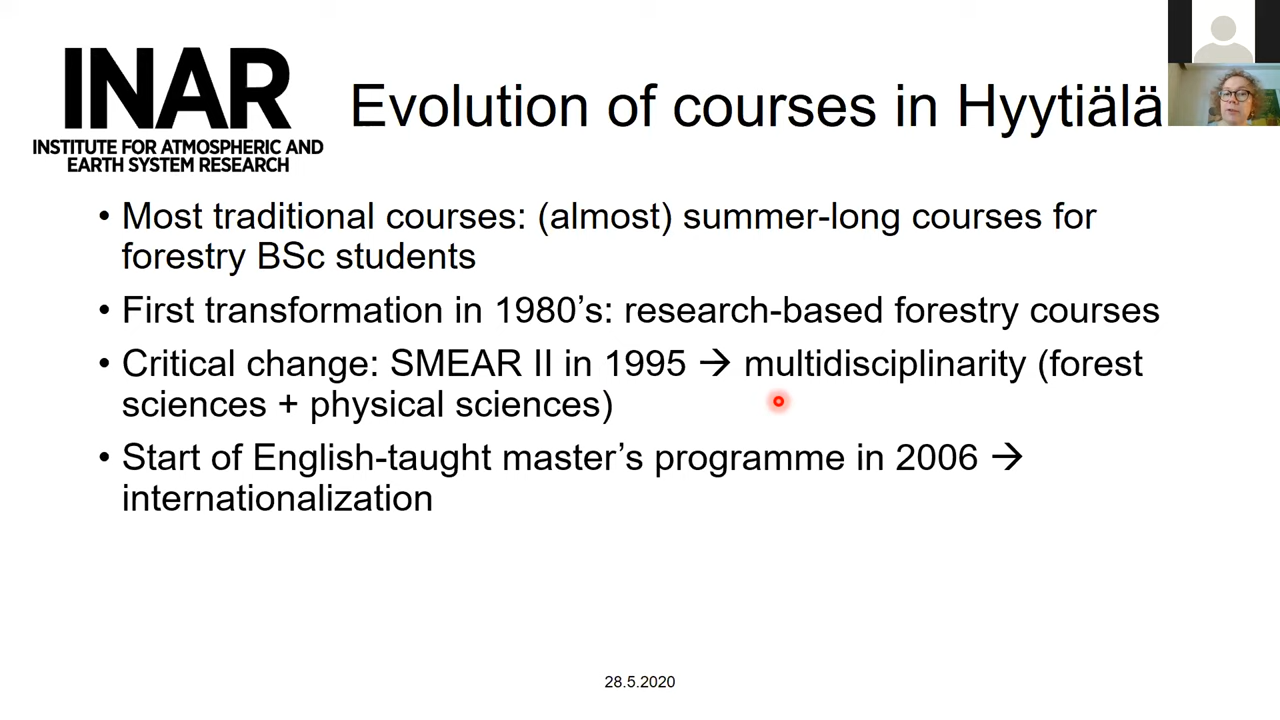 INAR
INSTITUTE FOR ATMOSPHERIC AND
EARTH SYSTEM RESEARCH
Evolution of courses in Hyytiälä
• Most traditional courses: (almost) summer-long courses for
forestry BSc students
• First transformation in 1980’s: research-based forestry courses
• Critical change: SMEAR II in 1995 → multidisciplinarity (forest
sciences + physical sciences)
• Start of English-taught master’s programme in 2006 →
internationalization
28.5.2020